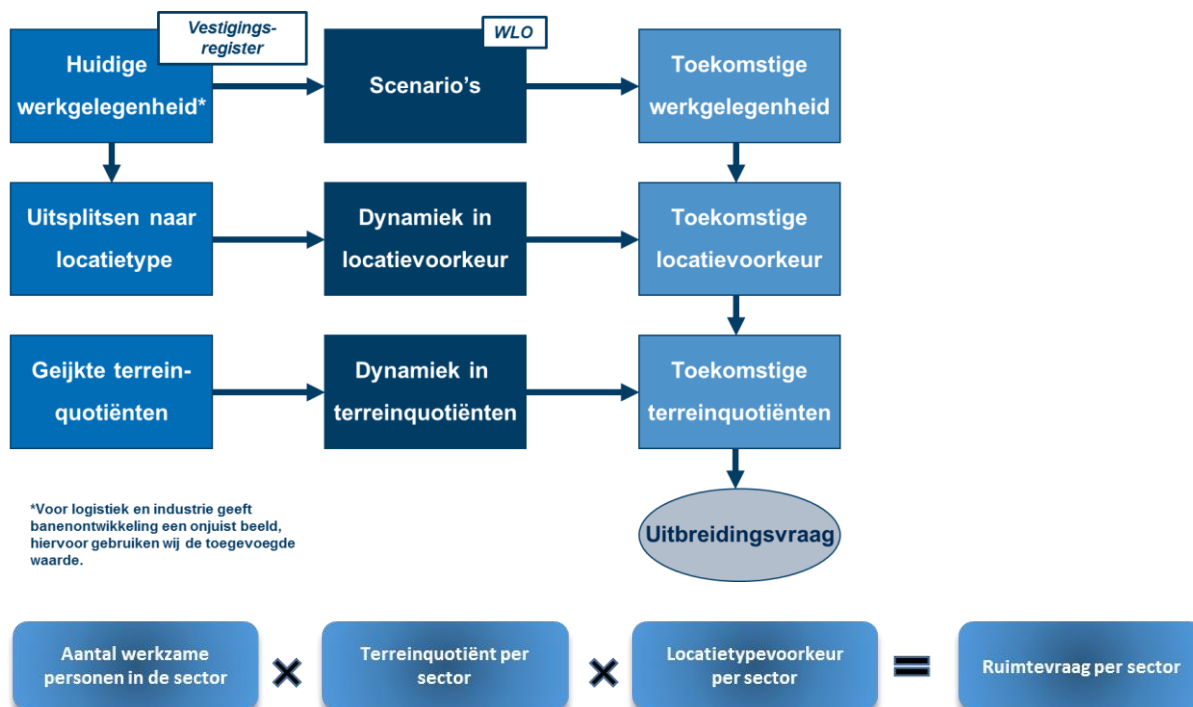 Vestigings-
register
WLO
Huidige
werkgelegenheid*
Scenario's
Toekomstige
werkgelegenheid
Uitsplitsen naar
locatietype
Dynamiek in
locatievoorkeur
Toekomstige
locatievoorkeur
Geijkte terrein-
quotiënten
Dynamiek in
terreinquotiënten
Toekomstige
terreinquotiënten
*Voor logistiek en industrie geeft
banenontwikkeling een onjuist beeld,
hiervoor gebruiken wij de toegevoegde
waarde.
Uitbreidingsvraag
Aantal werkzame
personen in de sector
×
Terreinquotiënt per
sector
×
Locatietypevoorkeur
per sector
=
Ruimtevraag per sector